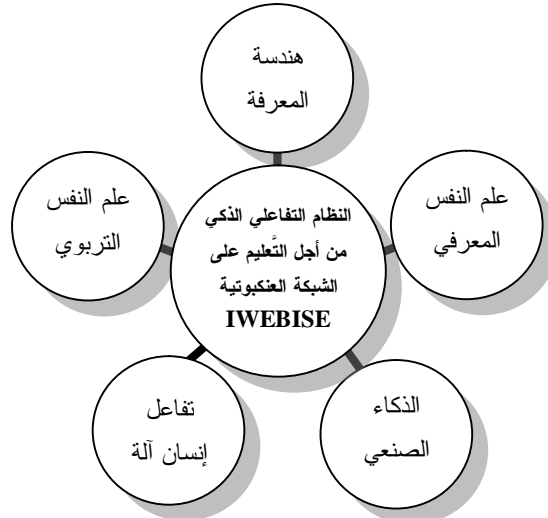 هندسة
المعرفة
علم النفس
المعرفي
علم النفس
التربوي
النظام التفاعلي الذكي
من أجل التَّعليم على
الشبكة العنكبوتية
IWEBISE
الذكاء
الصنعي
تفاعل
إنسان آلة